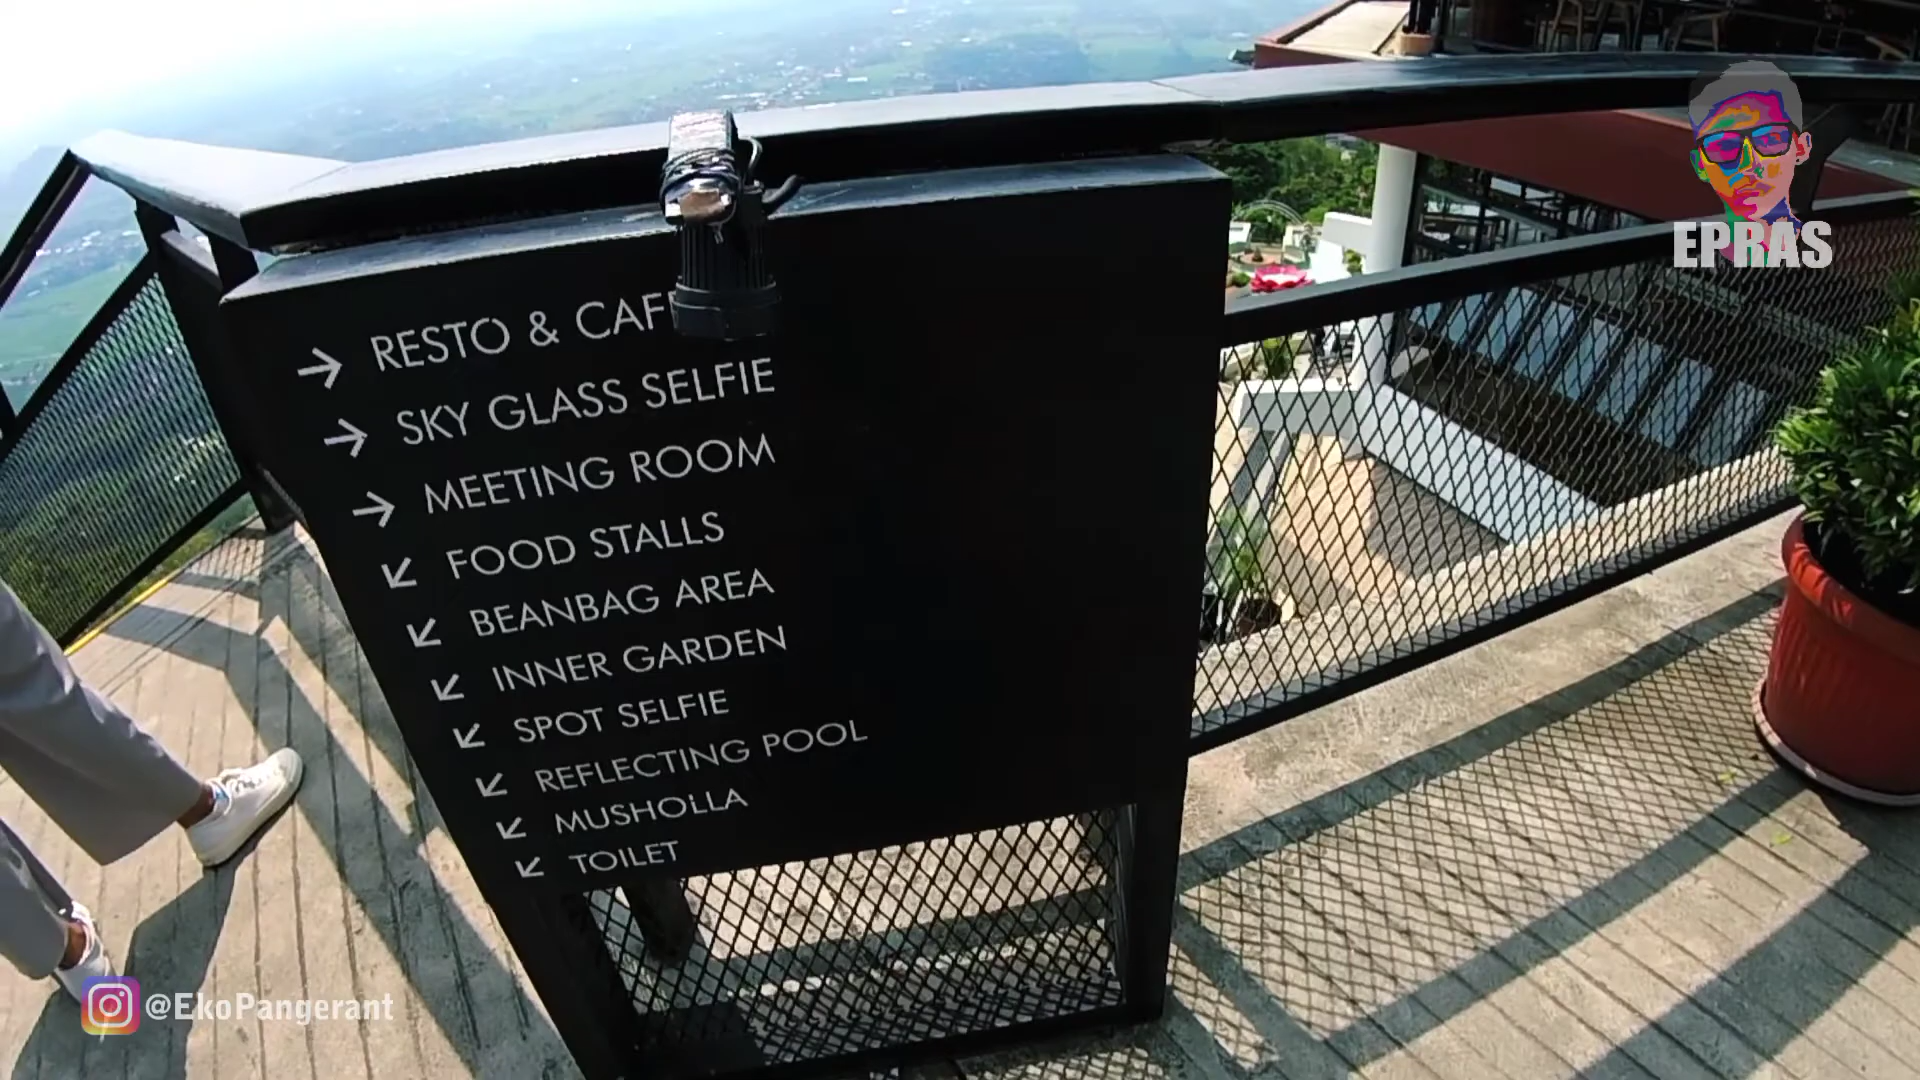 EPRAS
→ RESTO & CAF
→ SKY GLASS SELFIE
→ MEETING ROOM
↙ FOOD STALLS
↙ BEANBAG AREA
↙ INNER GARDEN
↙ SPOT SELFIE
↙ REFLECTING POOL
↙ MUSHOLLA
↙ TOILET
@EkoPangerant